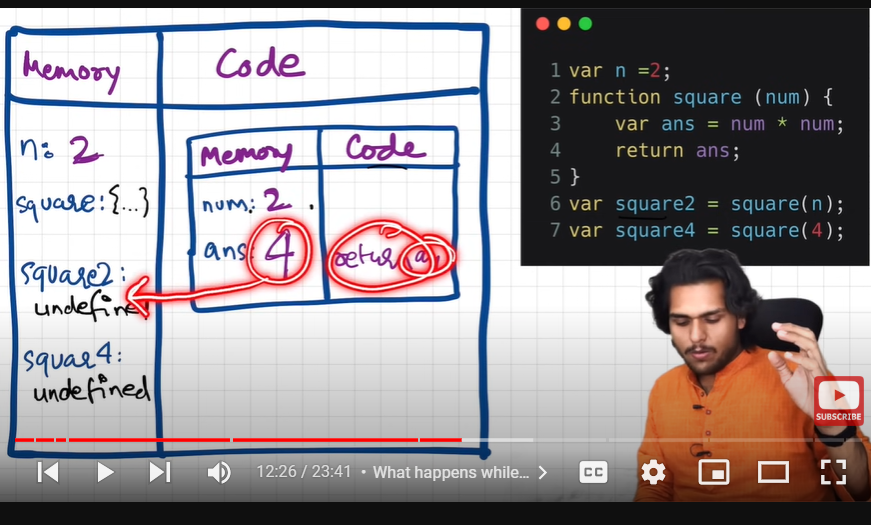 Memory
Code
n: 2
square: {...}
square2:
undefined
squar4:
undefined
Memory
Code
num: 2
ans: 4
return
1 var n =2;
2 function square (num) {
3 var ans = num * num;
4 return ans;
5 }
6 var square2 = square(n);
7 var square4 = square(4);
SUBSCRIBE
12:26 / 23:41 • What happens while...
CC